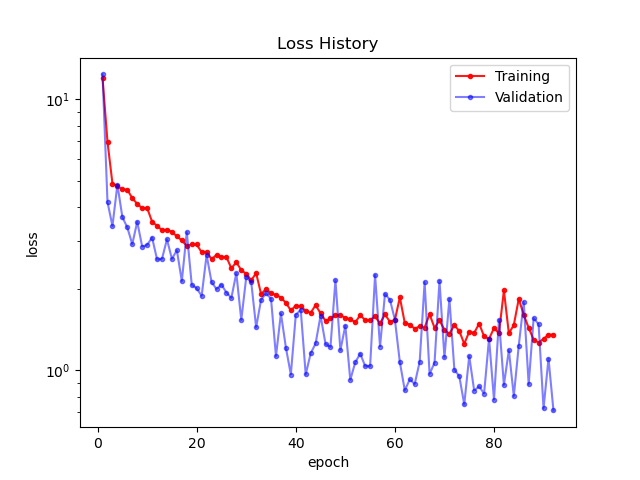 Loss History
Training
Validation
10¹
10⁰
loss
0 20 40 60 80
epoch